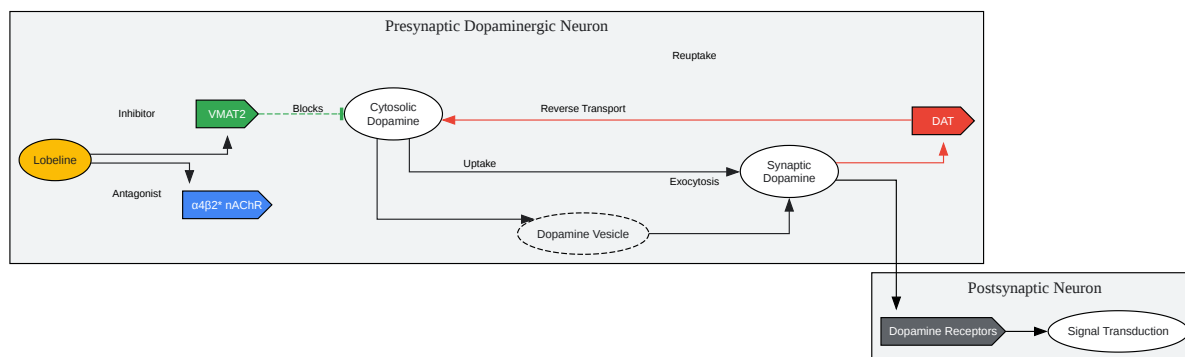 Presynaptic Dopaminergic Neuron
Reuptake
Inhibitor
VMAT2
Blocks
Cytosolic
Dopamine
Reverse Transport
DAT
Lobeline
Uptake
Synaptic
Dopamine
Exocytosis
Antagonist
α4β2* nAChR
Dopamine Vesicle
Postsynaptic Neuron
Dopamine Receptors
Signal Transduction